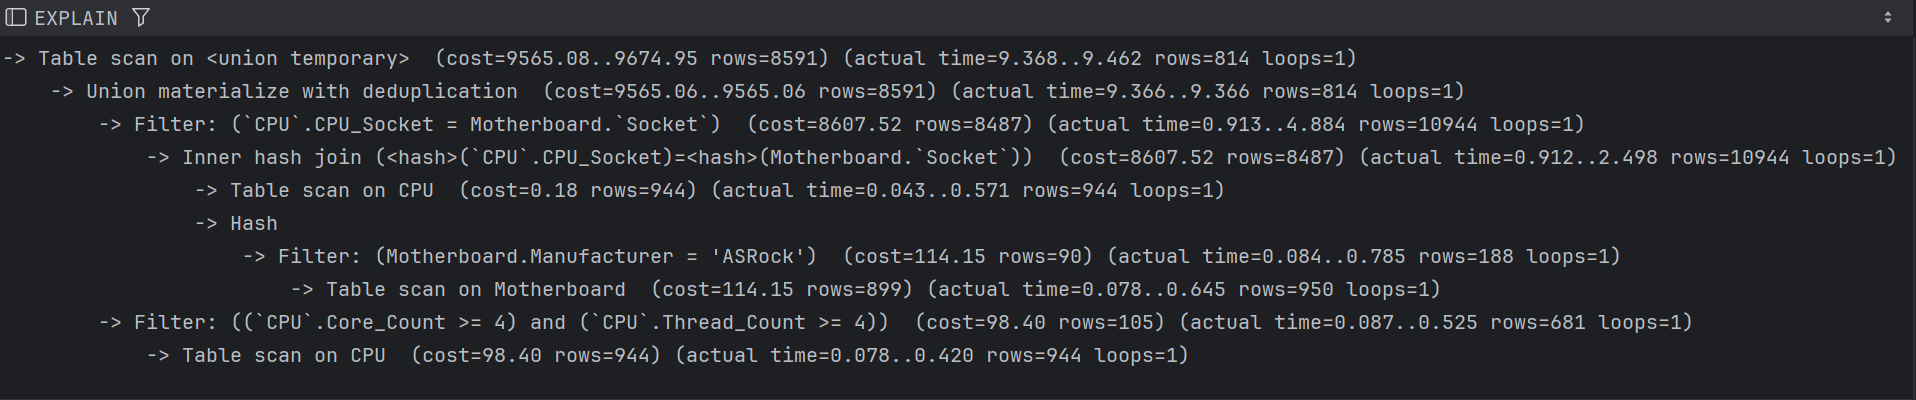 EXPLAIN
-> Table scan on <union temporary>  (cost=9565.08..9674.95 rows=8591) (actual time=9.368..9.462 rows=814 loops=1)
    -> Union materialize with deduplication  (cost=9565.06..9565.06 rows=8591) (actual time=9.366..9.366 rows=814 loops=1)
        -> Filter: (`CPU`.CPU_Socket = Motherboard.`Socket`)  (cost=8607.52 rows=8487) (actual time=0.913..4.884 rows=10944 loops=1)
            -> Inner hash join (<hash>(`CPU`.CPU_Socket)=<hash>(Motherboard.`Socket`))  (cost=8607.52 rows=8487) (actual time=0.912..2.498 rows=10944 loops=1)
                -> Table scan on CPU  (cost=0.18 rows=944) (actual time=0.043..0.571 rows=944 loops=1)
                -> Hash
                    -> Filter: (Motherboard.Manufacturer = 'ASRock')  (cost=114.15 rows=90) (actual time=0.084..0.785 rows=188 loops=1)
                        -> Table scan on Motherboard  (cost=114.15 rows=899) (actual time=0.078..0.645 rows=950 loops=1)
        -> Filter: ((`CPU`.Core_Count >= 4) and (`CPU`.Thread_Count >= 4))  (cost=98.40 rows=105) (actual time=0.087..0.525 rows=681 loops=1)
            -> Table scan on CPU  (cost=98.40 rows=944) (actual time=0.078..0.420 rows=944 loops=1)